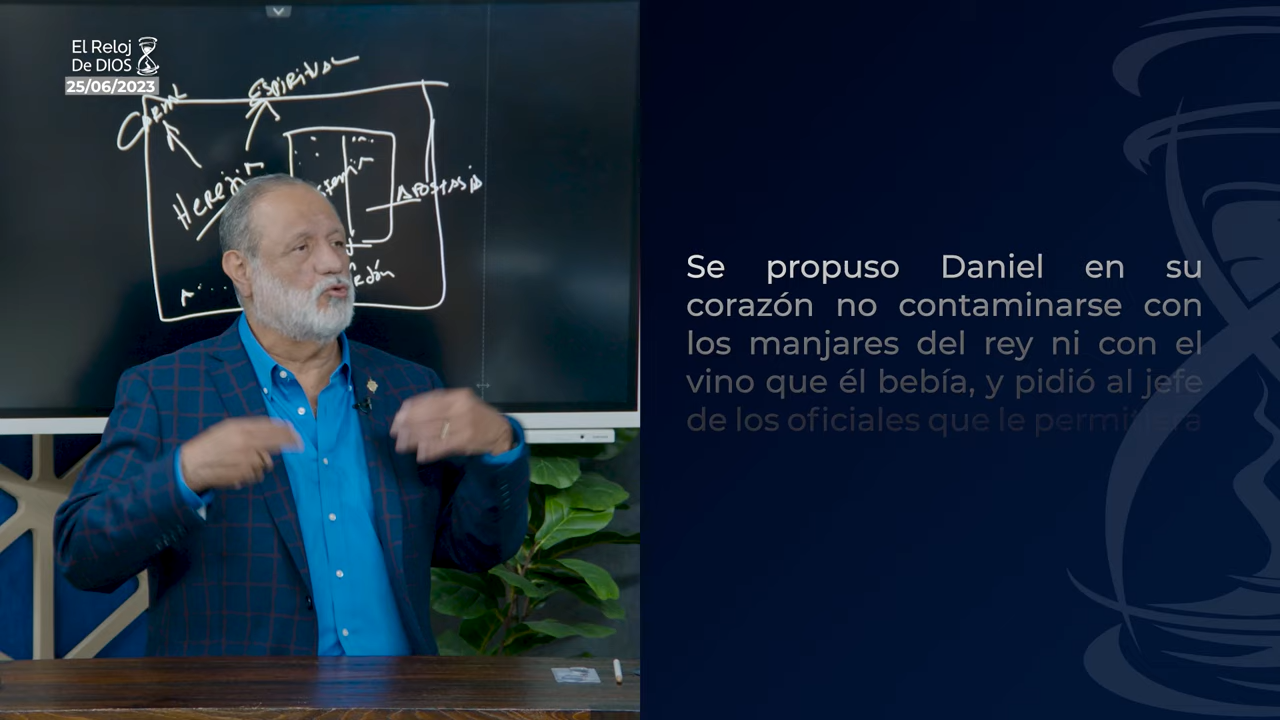 El Reloj
De DIOS
25/06/2023
ESPIRITUAL
Carnal
Herejía
Apostasia
Se propuso Daniel en su
corazón no contaminarse con
los manjares del rey ni con el
vino que él bebía, y pidió al jefe
de los oficiales que le permitiera